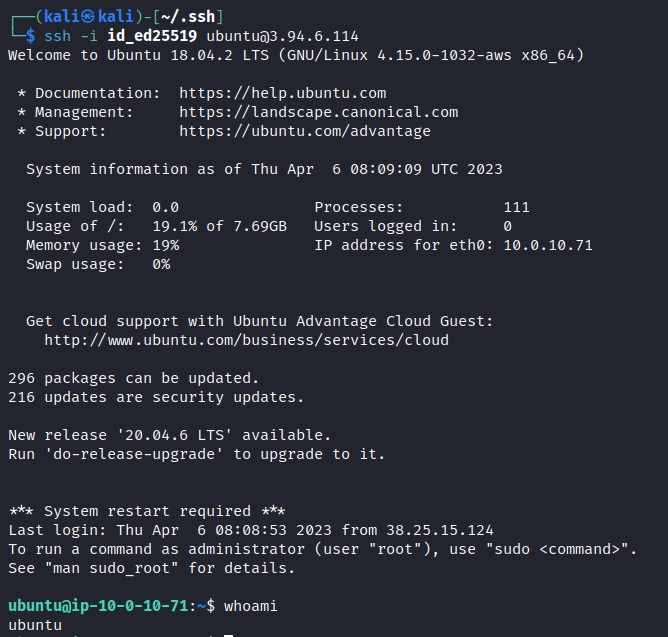 ┌──(kali㉿kali)-[~/.ssh]
└─$ ssh -i id_ed25519 ubuntu@3.94.6.114
Welcome to Ubuntu 18.04.2 LTS (GNU/Linux 4.15.0-1032-aws x86_64)
* Documentation:  https://help.ubuntu.com
* Management:     https://landscape.canonical.com
* Support:        https://ubuntu.com/advantage
System information as of Thu Apr  6 08:09:09 UTC 2023
System load:  0.0               Processes:           111
Usage of /:   19.1% of 7.69GB   Users logged in:     0
Memory usage: 19%               IP address for eth0: 10.0.10.71
Swap usage:   0%
Get cloud support with Ubuntu Advantage Cloud Guest:
http://www.ubuntu.com/business/services/cloud
296 packages can be updated.
216 updates are security updates.
New release '20.04.6 LTS' available.
Run 'do-release-upgrade' to upgrade to it.
*** System restart required ***
Last login: Thu Apr  6 08:08:53 2023 from 38.25.15.124
To run a command as administrator (user "root"), use "sudo <command>".
See "man sudo_root" for details.
ubuntu@ip-10-0-10-71:~$ whoami
ubuntu